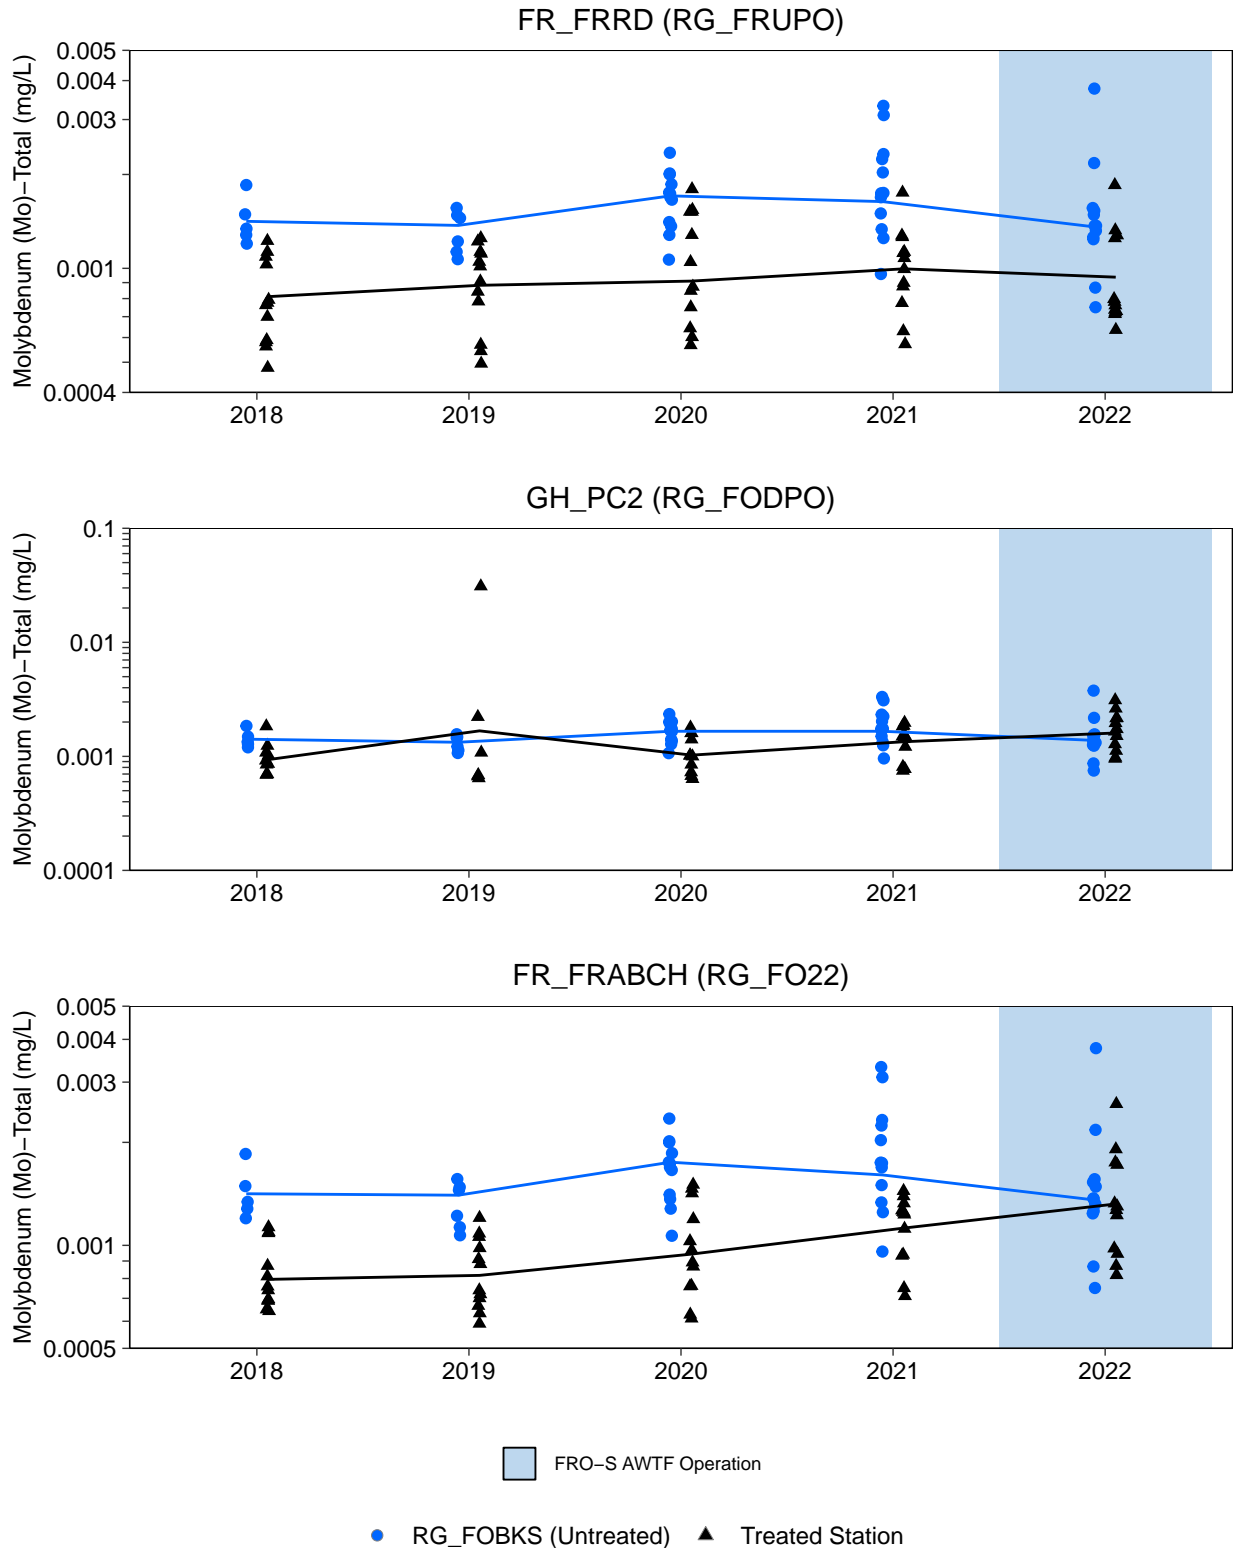 FR_FRRD (RG_FRUPO)
Molybdenum (Mo)−Total (mg/L)
0.005
0.004
0.003
0.001
0.0004
2018 2019 2020 2021 2022
GH_PC2 (RG_FODPO)
Molybdenum (Mo)−Total (mg/L)
0.1
0.01
0.001
0.0001
2018 2019 2020 2021 2022
FR_FRABCH (RG_FO22)
Molybdenum (Mo)−Total (mg/L)
0.005
0.004
0.003
0.001
0.0005
2018 2019 2020 2021 2022
FRO−S AWTF Operation
RG_FOBKS (Untreated) Treated Station